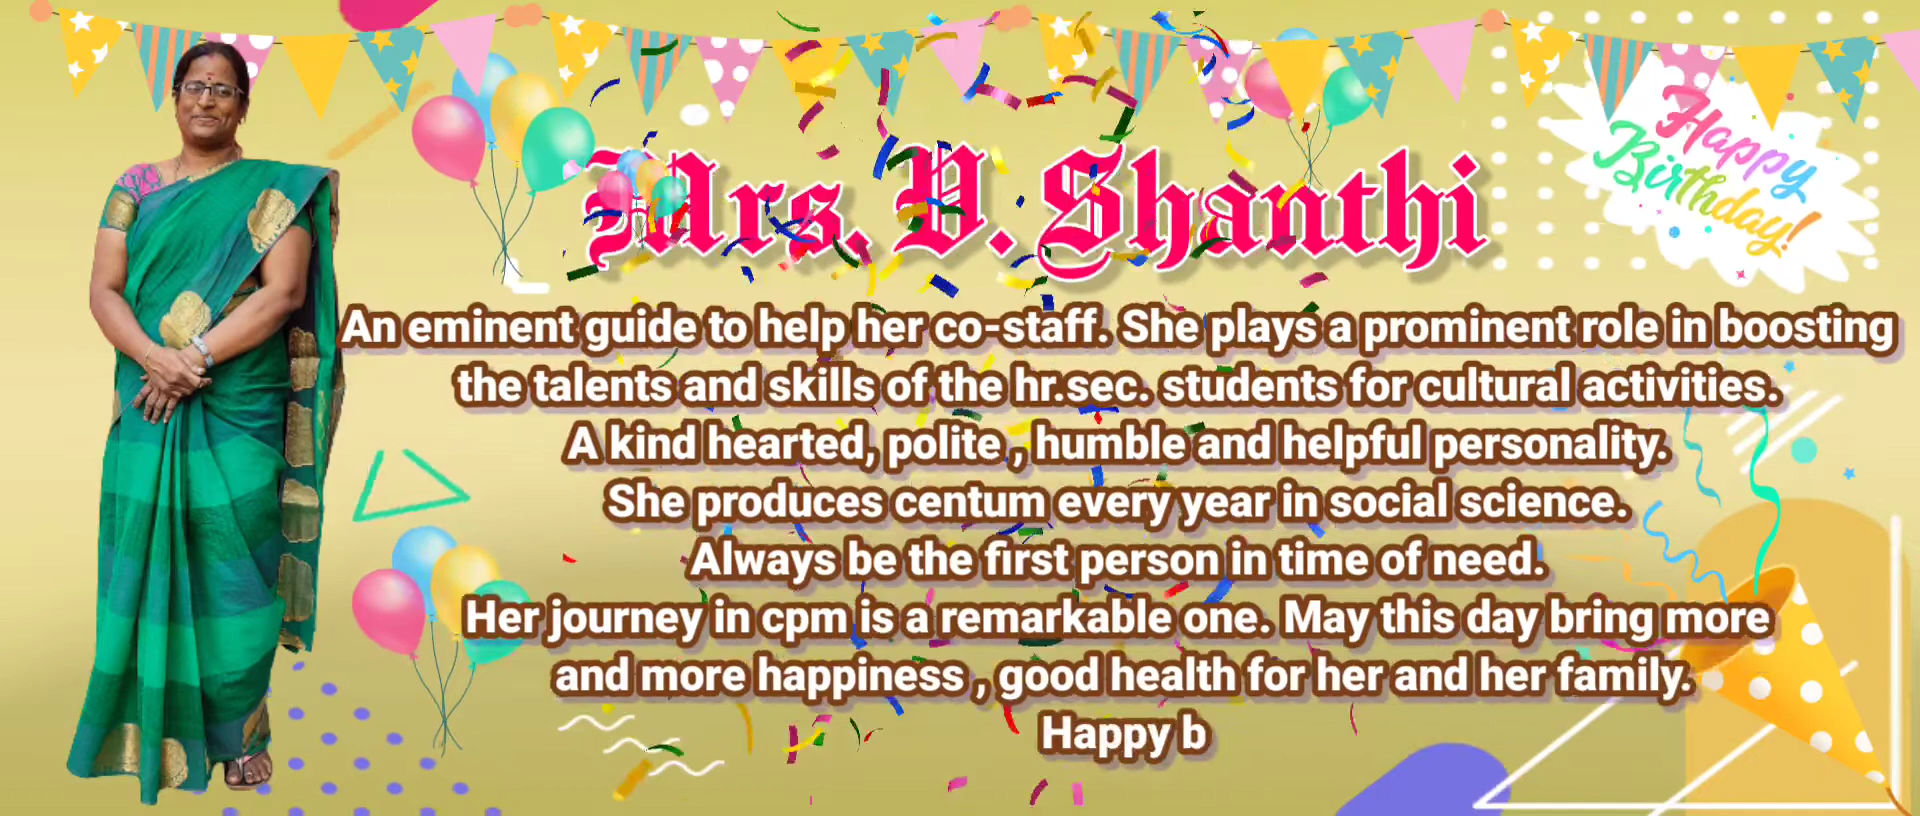 Mrs. V. Shanthi
Happy
Birthday!
An eminent guide to help her co-staff. She plays a prominent role in boosting
the talents and skills of the hr.sec. students for cultural activities.
A kind hearted, polite , humble and helpful personality.
She produces centum every year in social science.
Always be the first person in time of need.
Her journey in cpm is a remarkable one. May this day bring more
and more happiness , good health for her and her family.
Happy b